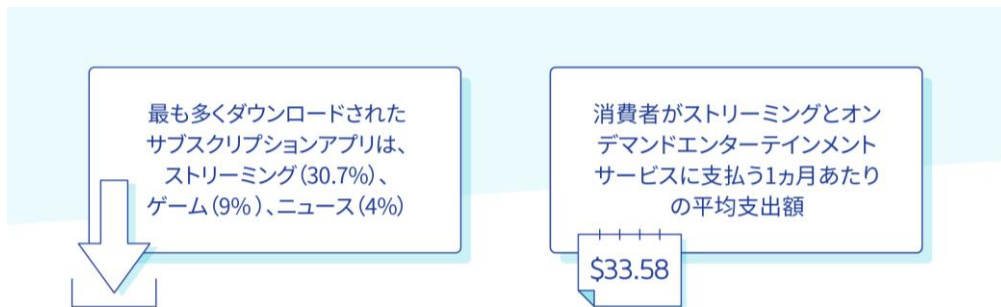 最も多くダウンロードされた
サブスクリプションアプリは、
ストリーミング(30.7%)、
ゲーム(9%)、ニュース(4%)
消費者がストリーミングとオン
デマンドエンターテインメント
サービスに支払う1ヵ月あたり
の平均支出額
$33.58